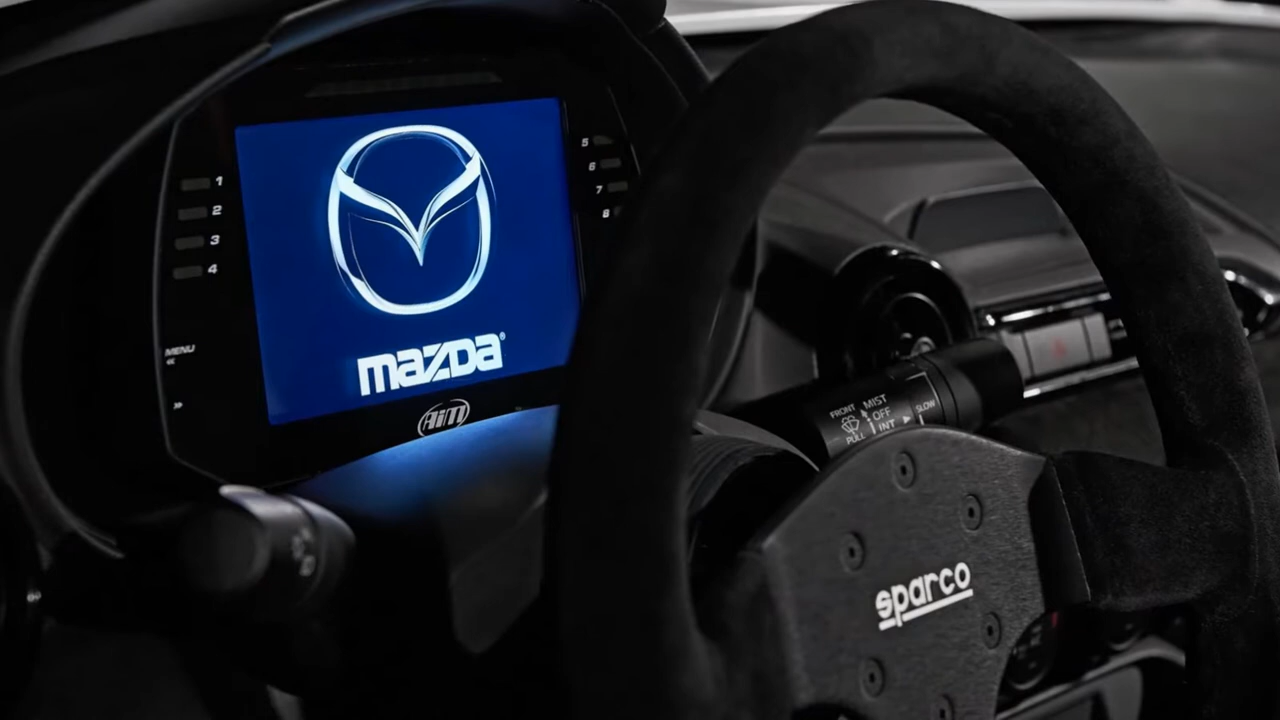 1
2
3
4
MENU
«
»
5
6
7
8
mazda®
AiM
FRONT
MIST
OFF
INT
PULL
SLOW
sparco